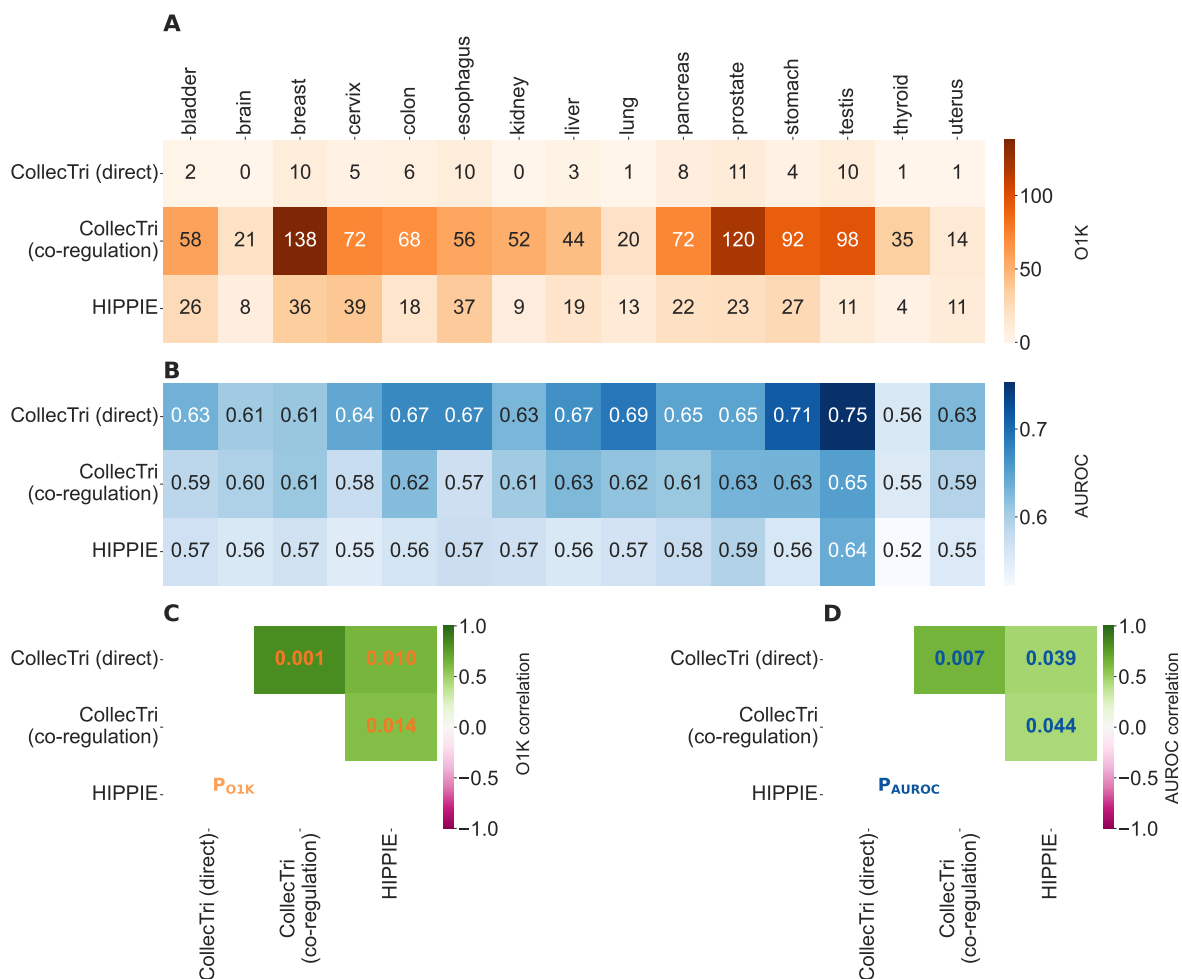 A
bladder brain breast cervix colon esophagus kidney liver lung pancreas prostate stomach testis thyroid uterus
CollecTri (direct) 2 0 10 5 6 10 0 3 1 8 11 4 10 1 1
CollecTri
(co-regulation) 58 21 138 72 68 56 52 44 20 72 120 92 98 35 14
HIPPIE 26 8 36 39 18 37 9 19 13 22 23 27 11 4 11
100
50
0
O1K
B
CollecTri (direct) 0.63 0.61 0.61 0.64 0.67 0.67 0.63 0.67 0.69 0.65 0.65 0.71 0.75 0.56 0.63
CollecTri
(co-regulation) 0.59 0.60 0.61 0.58 0.62 0.57 0.61 0.63 0.62 0.61 0.63 0.63 0.65 0.55 0.59
HIPPIE 0.57 0.56 0.57 0.55 0.56 0.57 0.57 0.56 0.57 0.58 0.59 0.56 0.64 0.52 0.55
0.7
0.6
AUROC
C
CollecTri (direct) 0.001 0.010
CollecTri
(co-regulation) 0.014
HIPPIE
P_O1K
CollecTri (direct)
CollecTri
(co-regulation)
HIPPIE
1.0
0.5
0.0
−0.5
−1.0
O1K correlation
D
CollecTri (direct) 0.007 0.039
CollecTri
(co-regulation) 0.044
HIPPIE
P_AUROC
CollecTri (direct)
CollecTri
(co-regulation)
HIPPIE
1.0
0.5
0.0
−0.5
−1.0
AUROC correlation